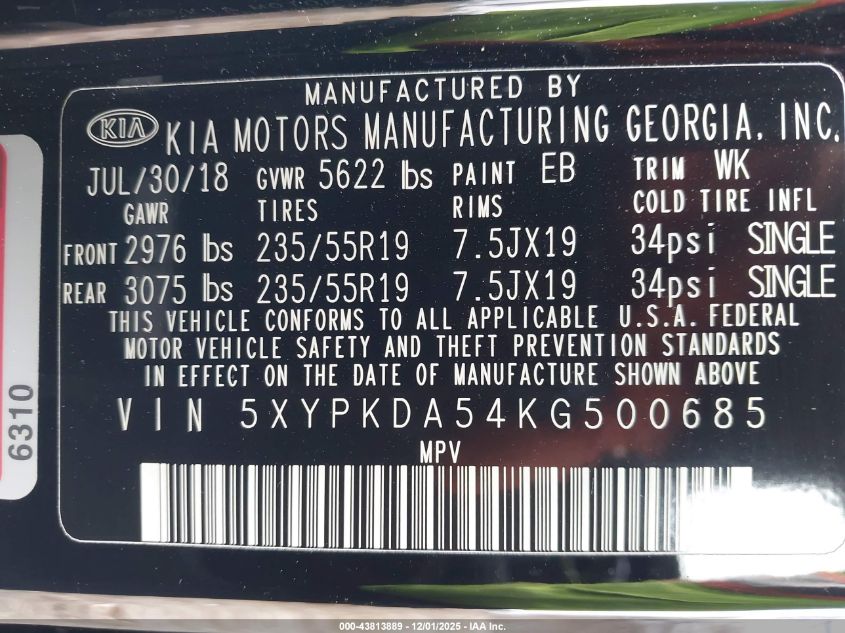 MANUFACTURED BY
KIA KIA MOTORS MANUFACTURING GEORGIA, INC.
JUL/30/18 GVWR 5622 lbs PAINT EB TRIM WK
GAWR TIRES RIMS COLD TIRE INFL
FRONT 2976 lbs 235/55R19 7.5JX19 34psi SINGLE
REAR 3075 lbs 235/55R19 7.5JX19 34psi SINGLE
THIS VEHICLE CONFORMS TO ALL APPLICABLE U.S.A. FEDERAL
MOTOR VEHICLE SAFETY AND THEFT PREVENTION STANDARDS
IN EFFECT ON THE DATE OF MANUFACTURE SHOWN ABOVE
VIN 5XYPKDA54KG500685
MPV
6310
000-43813889 - 12/01/2025 - IAA Inc.